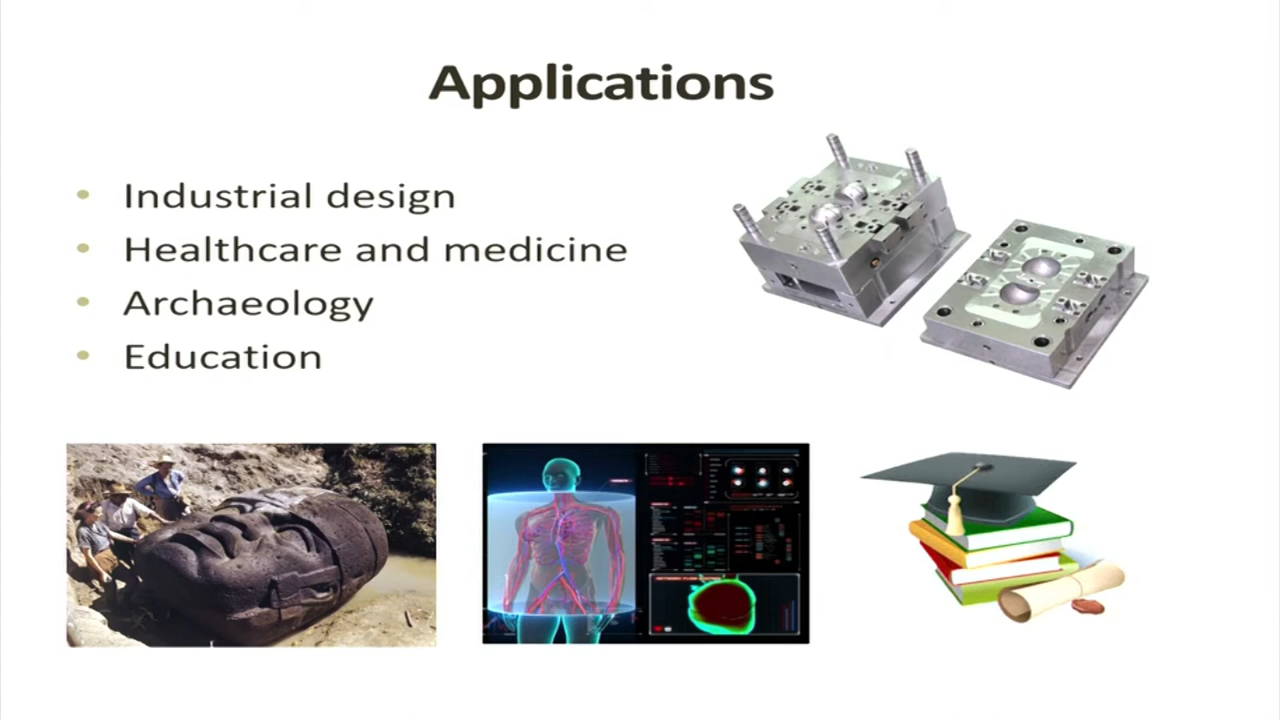 Applications
• Industrial design
• Healthcare and medicine
• Archaeology
• Education